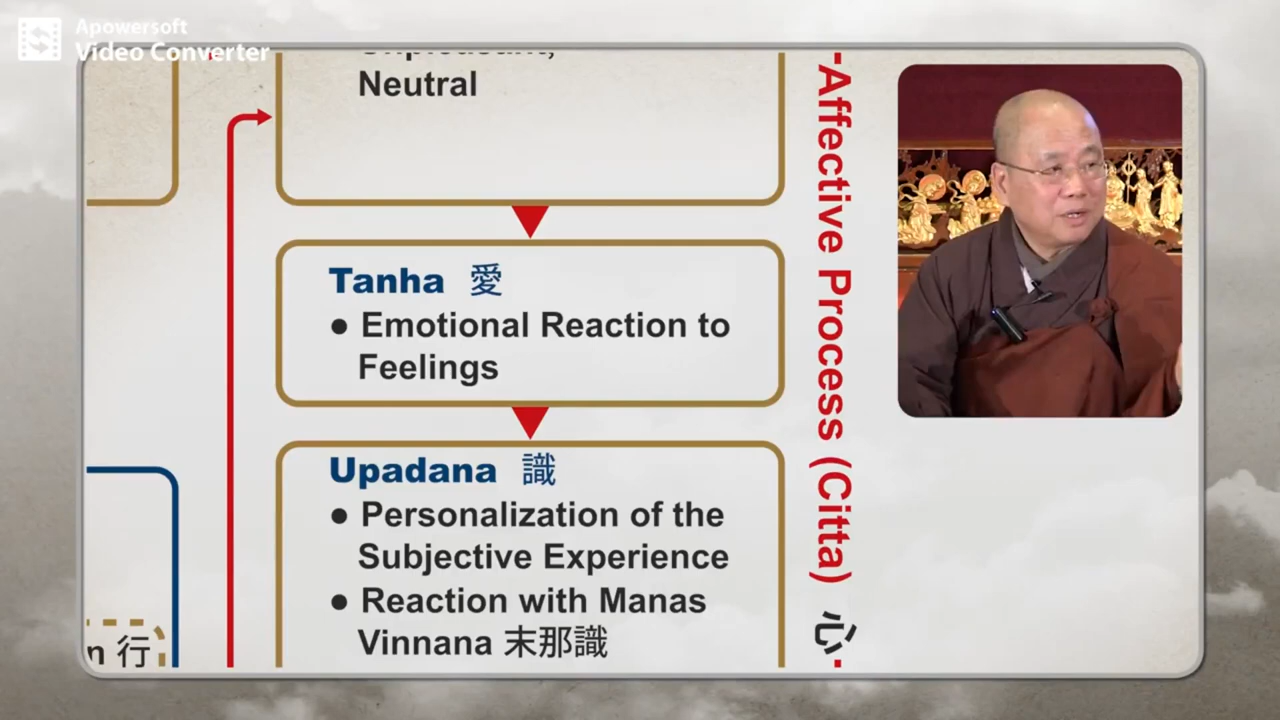 Apowersoft
Video Converter
Neutral
Tanha 愛
● Emotional Reaction to
Feelings
Upadana 識
● Personalization of the
Subjective Experience
● Reaction with Manas
Vinnana 末那識
n 行
Affective Process (Citta) 心